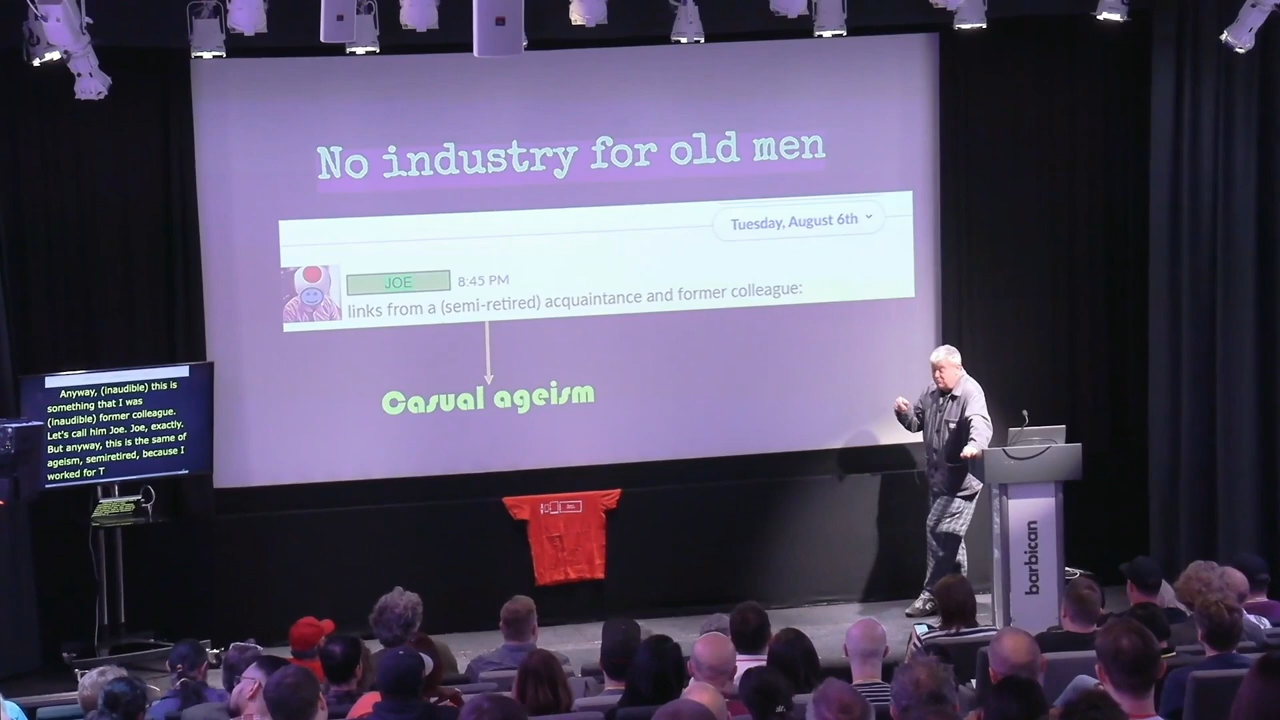 No industry for old men
Tuesday, August 6th
JOE 8:45 PM
links from a (semi-retired) acquaintance and former colleague:
Casual ageism
Anyway, (inaudible) this is
something that I was
(inaudible) former colleague.
Let's call him Joe. Joe, exactly.
But anyway, this is the same of
ageism, semiretired, because I
worked for T
barbican